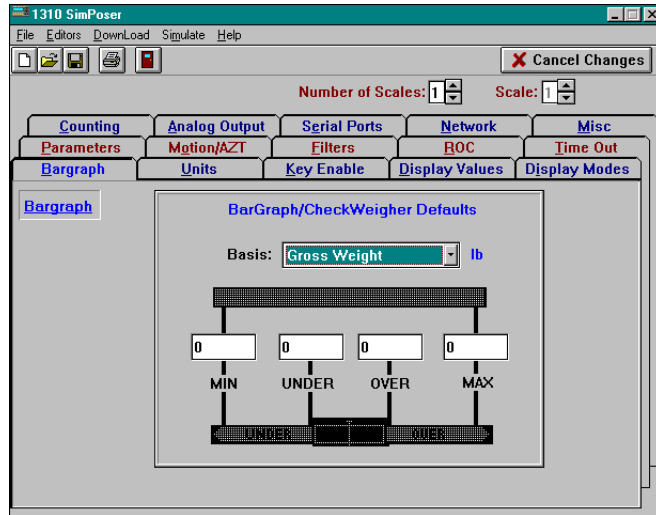 1310 SimPoser
File Editors DownLoad Simulate Help
Cancel Changes
Number of Scales: 1 Scale: 1
Counting Analog Output Serial Ports Network Misc
Parameters Motion/AZT Filters ROC Time Out
Bargraph Units Key Enable Display Values Display Modes
Bargraph
BarGraph/CheckWeigher Defaults
Basis: Gross Weight lb
0 0 0 0
MIN UNDER OVER MAX
UNDER OVER